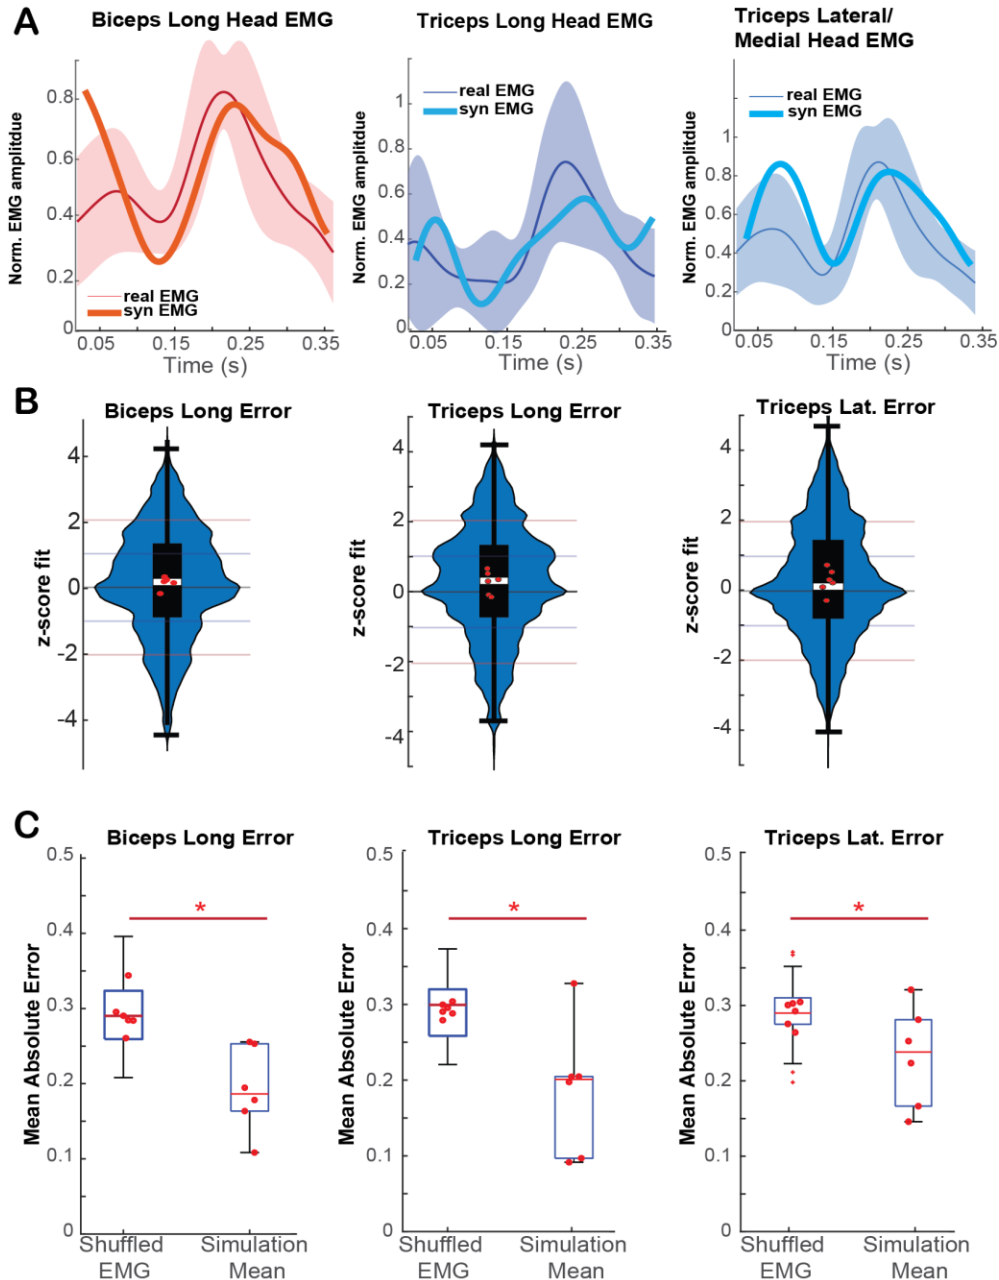 A
Biceps Long Head EMG
Norm. EMG amplitdue
0.8
0.6
0.4
0.2
0
real EMG
syn EMG
0.05
0.15
0.25
0.35
Time (s)
Triceps Long Head EMG
Norm. EMG amplitdue
1
0.8
0.6
0.4
0.2
0
real EMG
syn EMG
0.05
0.15
0.25
0.35
Time (s)
Triceps Lateral/
Medial Head EMG
Norm. EMG amplitdue
1
0.8
0.6
0.4
0.2
0
real EMG
syn EMG
0.05
0.15
0.25
0.35
Time (s)
B
Biceps Long Error
z-score fit
4
2
0
-2
-4
Triceps Long Error
z-score fit
4
2
0
-2
-4
Triceps Lat. Error
z-score fit
4
2
0
-2
-4
C
Biceps Long Error
Mean Absolute Error
0.5
0.4
0.3
0.2
0.1
0
*
Shuffled
EMG
Simulation
Mean
Triceps Long Error
Mean Absolute Error
0.5
0.4
0.3
0.2
0.1
0
*
Shuffled
EMG
Simulation
Mean
Triceps Lat. Error
Mean Absolute Error
0.5
0.4
0.3
0.2
0.1
0
*
Shuffled
EMG
Simulation
Mean